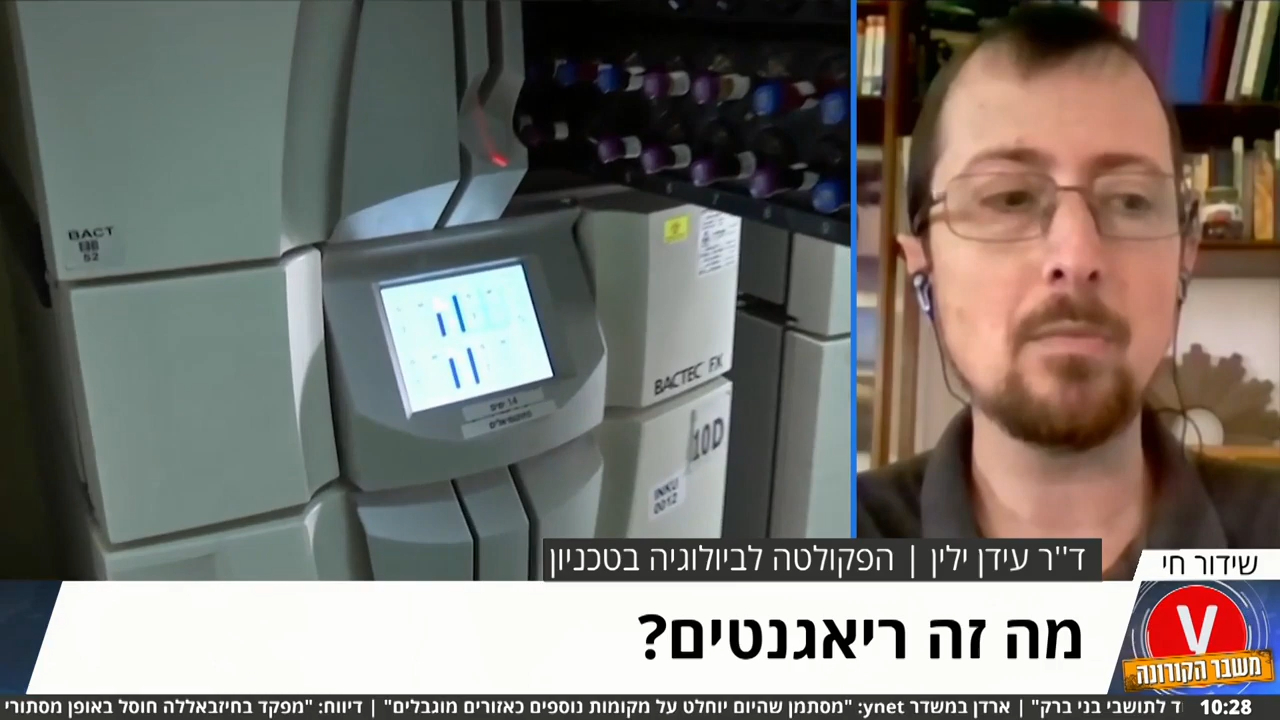 BACT
52
BACTEC FX
14 ימים
10D
INKU
0012
ד''ר עידן ילין | הפקולטה לביולוגיה בטכניון
שידור חי
מה זה ריאגנטים?
משבר הקורונה
10:28
ד לתושבי בני ברק" | ארדן במשדר ynet: "מסתמן שהיום יוחלט על מקומות נוספים כאזורים מוגבלים" | דיווח: "מפקד בחיזבאללה חוסל באופן מסתורי